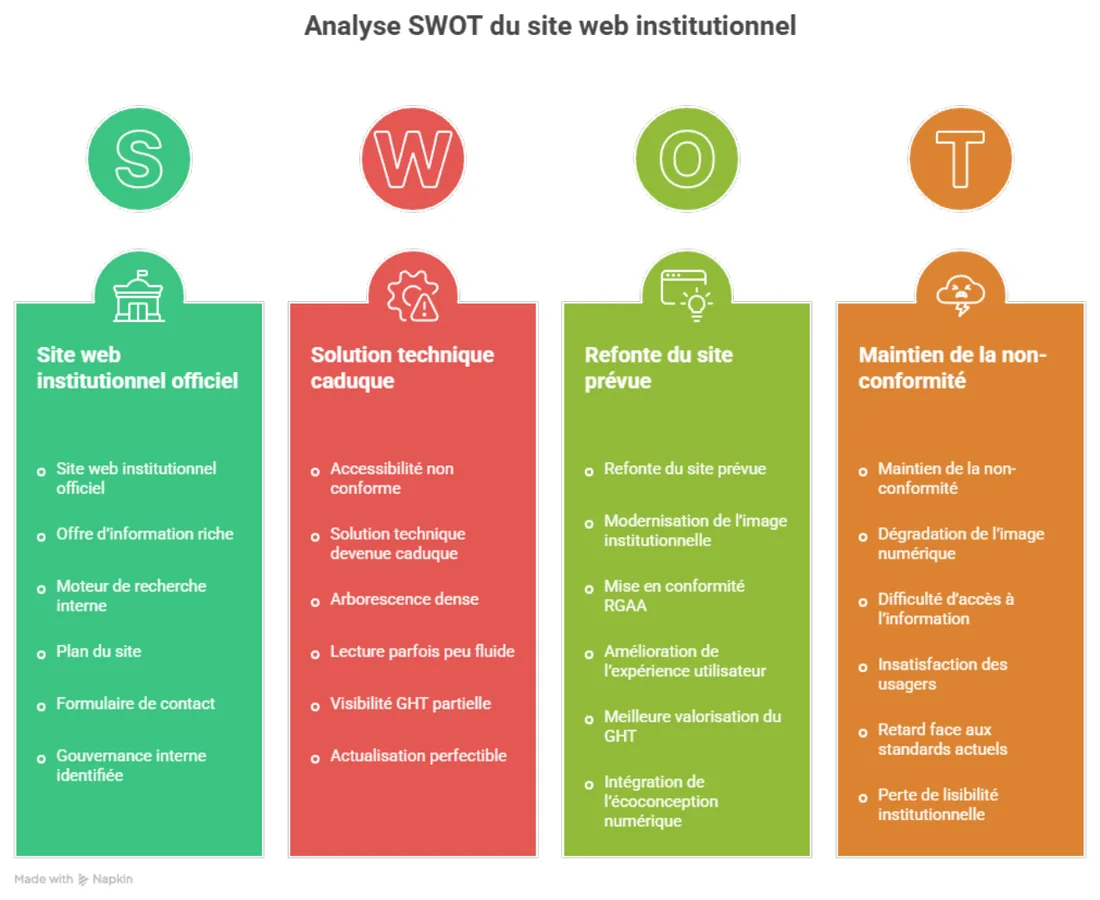 Analyse SWOT du site web institutionnel
S
W
O
T
Site web
institutionnel officiel
Site web institutionnel
officiel
Offre d'information riche
Moteur de recherche
interne
Plan du site
Formulaire de contact
Gouvernance interne
identifiée
Solution technique
caduque
Accessibilité non
conforme
Solution technique
devenue caduque
Arborescence dense
Lecture parfois peu fluide
Visibilité GHT partielle
Actualisation perfectible
Refonte du site
prévue
Refonte du site prévue
Modernisation de l'image
institutionnelle
Mise en conformité
RGAA
Amélioration de
l'expérience utilisateur
Meilleure valorisation du
GHT
Intégration de
l'écoconception
numérique
Maintien de la non-
conformité
Maintien de la non-
conformité
Dégradation de l'image
numérique
Difficulté d'accès à
l'information
Insatisfaction des
usagers
Retard face aux
standards actuels
Perte de lisibilité
institutionnelle
Made with Napkin